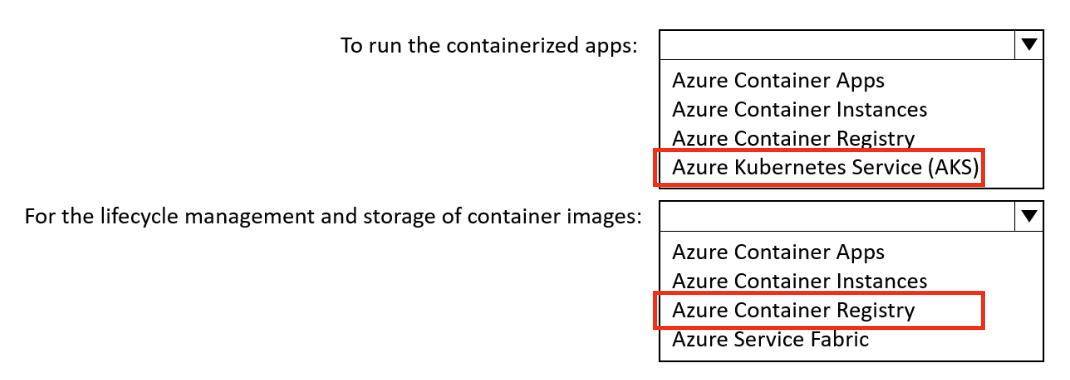 To run the containerized apps:
Azure Container Apps
Azure Container Instances
Azure Container Registry
Azure Kubernetes Service (AKS)
For the lifecycle management and storage of container images:
Azure Container Apps
Azure Container Instances
Azure Container Registry
Azure Service Fabric